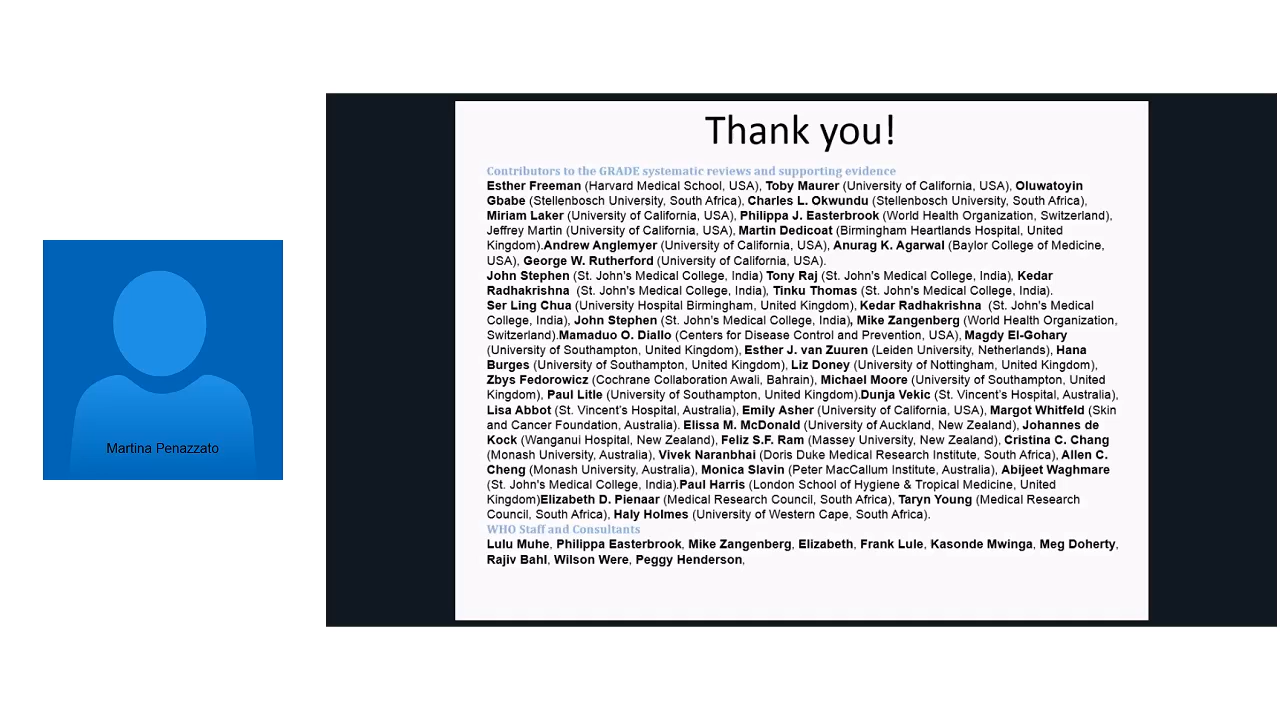 Thank you!
Contributors to the GRADE systematic reviews and supporting evidence
Esther Freeman (Harvard Medical School, USA), Toby Maurer (University of California, USA), Oluwatoyin
Gbabe (Stellenbosch University, South Africa), Charles L. Okwundu (Stellenbosch University, South Africa),
Miriam Laker (University of California, USA), Philippa J. Easterbrook (World Health Organization, Switzerland),
Jeffrey Martin (University of California, USA), Martin Dedicoat (Birmingham Heartlands Hospital, United
Kingdom).Andrew Anglemyer (University of California, USA), Anurag K. Agarwal (Baylor College of Medicine,
USA), George W. Rutherford (University of California, USA).
John Stephen (St. John's Medical College, India) Tony Raj (St. John's Medical College, India), Kedar
Radhakrishna (St. John's Medical College, India), Tinku Thomas (St. John's Medical College, India).
Ser Ling Chua (University Hospital Birmingham, United Kingdom), Kedar Radhakrishna (St. John's Medical
College, India), John Stephen (St. John's Medical College, India), Mike Zangenberg (World Health Organization,
Switzerland).Mamaduo O. Diallo (Centers for Disease Control and Prevention, USA), Magdy El-Gohary
(University of Southampton, United Kingdom), Esther J. van Zuuren (Leiden University, Netherlands), Hana
Burges (University of Southampton, United Kingdom), Liz Doney (University of Nottingham, United Kingdom),
Zbys Fedorowicz (Cochrane Collaboration Awali, Bahrain), Michael Moore (University of Southampton, United
Kingdom), Paul Litle (University of Southampton, United Kingdom).Dunja Vekic (St. Vincent's Hospital, Australia),
Lisa Abbot (St. Vincent's Hospital, Australia), Emily Asher (University of California, USA), Margot Whitfeld (Skin
and Cancer Foundation, Australia). Elissa M. McDonald (University of Auckland, New Zealand), Johannes de
Kock (Wanganui Hospital, New Zealand), Feliz S.F. Ram (Massey University, New Zealand), Cristina C. Chang
(Monash University, Australia), Vivek Naranbhai (Doris Duke Medical Research Institute, South Africa), Allen C.
Cheng (Monash University, Australia), Monica Slavin (Peter MacCallum Institute, Australia), Abijeet Waghmare
(St. John's Medical College, India).Paul Harris (London School of Hygiene & Tropical Medicine, United
Kingdom)Elizabeth D. Pienaar (Medical Research Council, South Africa), Taryn Young (Medical Research
Council, South Africa), Haly Holmes (University of Western Cape, South Africa).
WHO Staff and Consultants
Lulu Muhe, Philippa Easterbrook, Mike Zangenberg, Elizabeth, Frank Lule, Kasonde Mwinga, Meg Doherty,
Rajiv Bahl, Wilson Were, Peggy Henderson,
Martina Penazzato